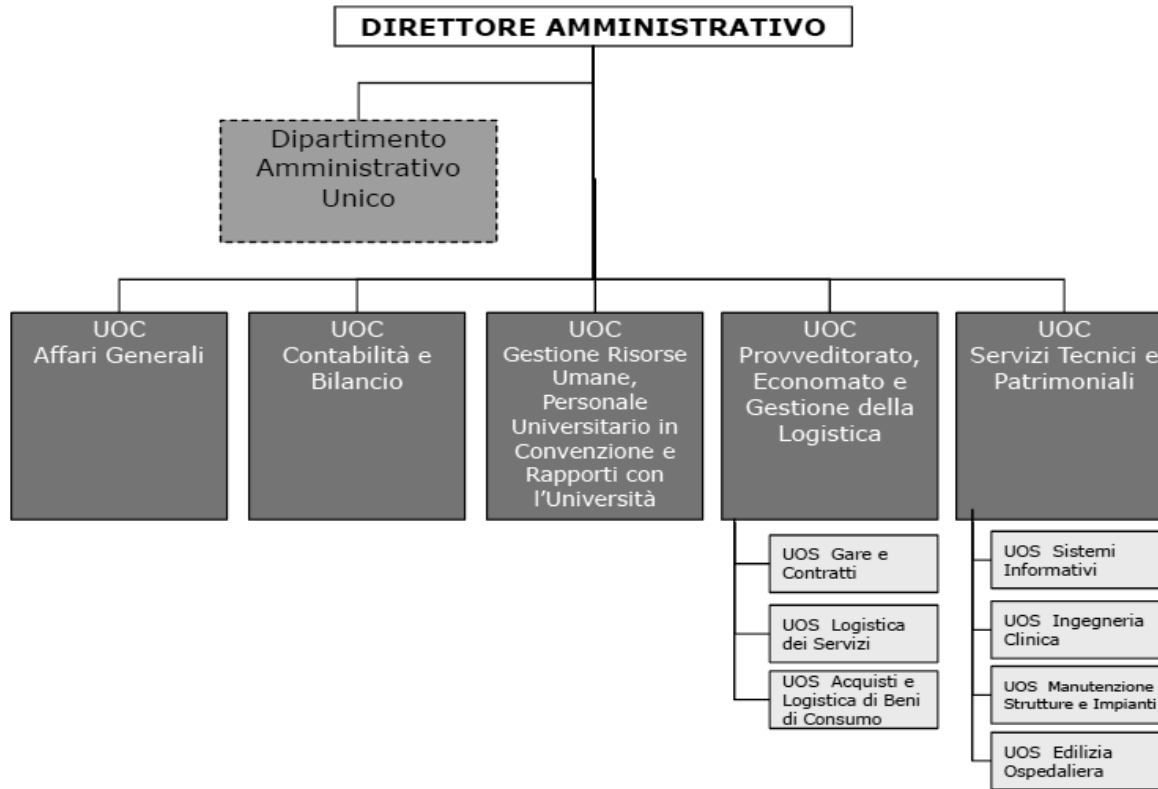 DIRETTORE AMMINISTRATIVO
Dipartimento
Amministrativo
Unico
UOC
Affari Generali
UOC
Contabilità e
Bilancio
UOC
Gestione Risorse
Umane,
Personale
Universitario in
Convenzione e
Rapporti con
l'Università
UOC
Provveditorato,
Economato e
Gestione della
Logistica
UOC
Servizi Tecnici e
Patrimoniali
UOS Gare e
Contratti
UOS Logistica
dei Servizi
UOS Acquisti e
Logistica di Beni
di Consumo
UOS Sistemi
Informativi
UOS Ingegneria
Clinica
UOS Manutenzione
Strutture e Impianti
UOS Edilizia
Ospedaliera